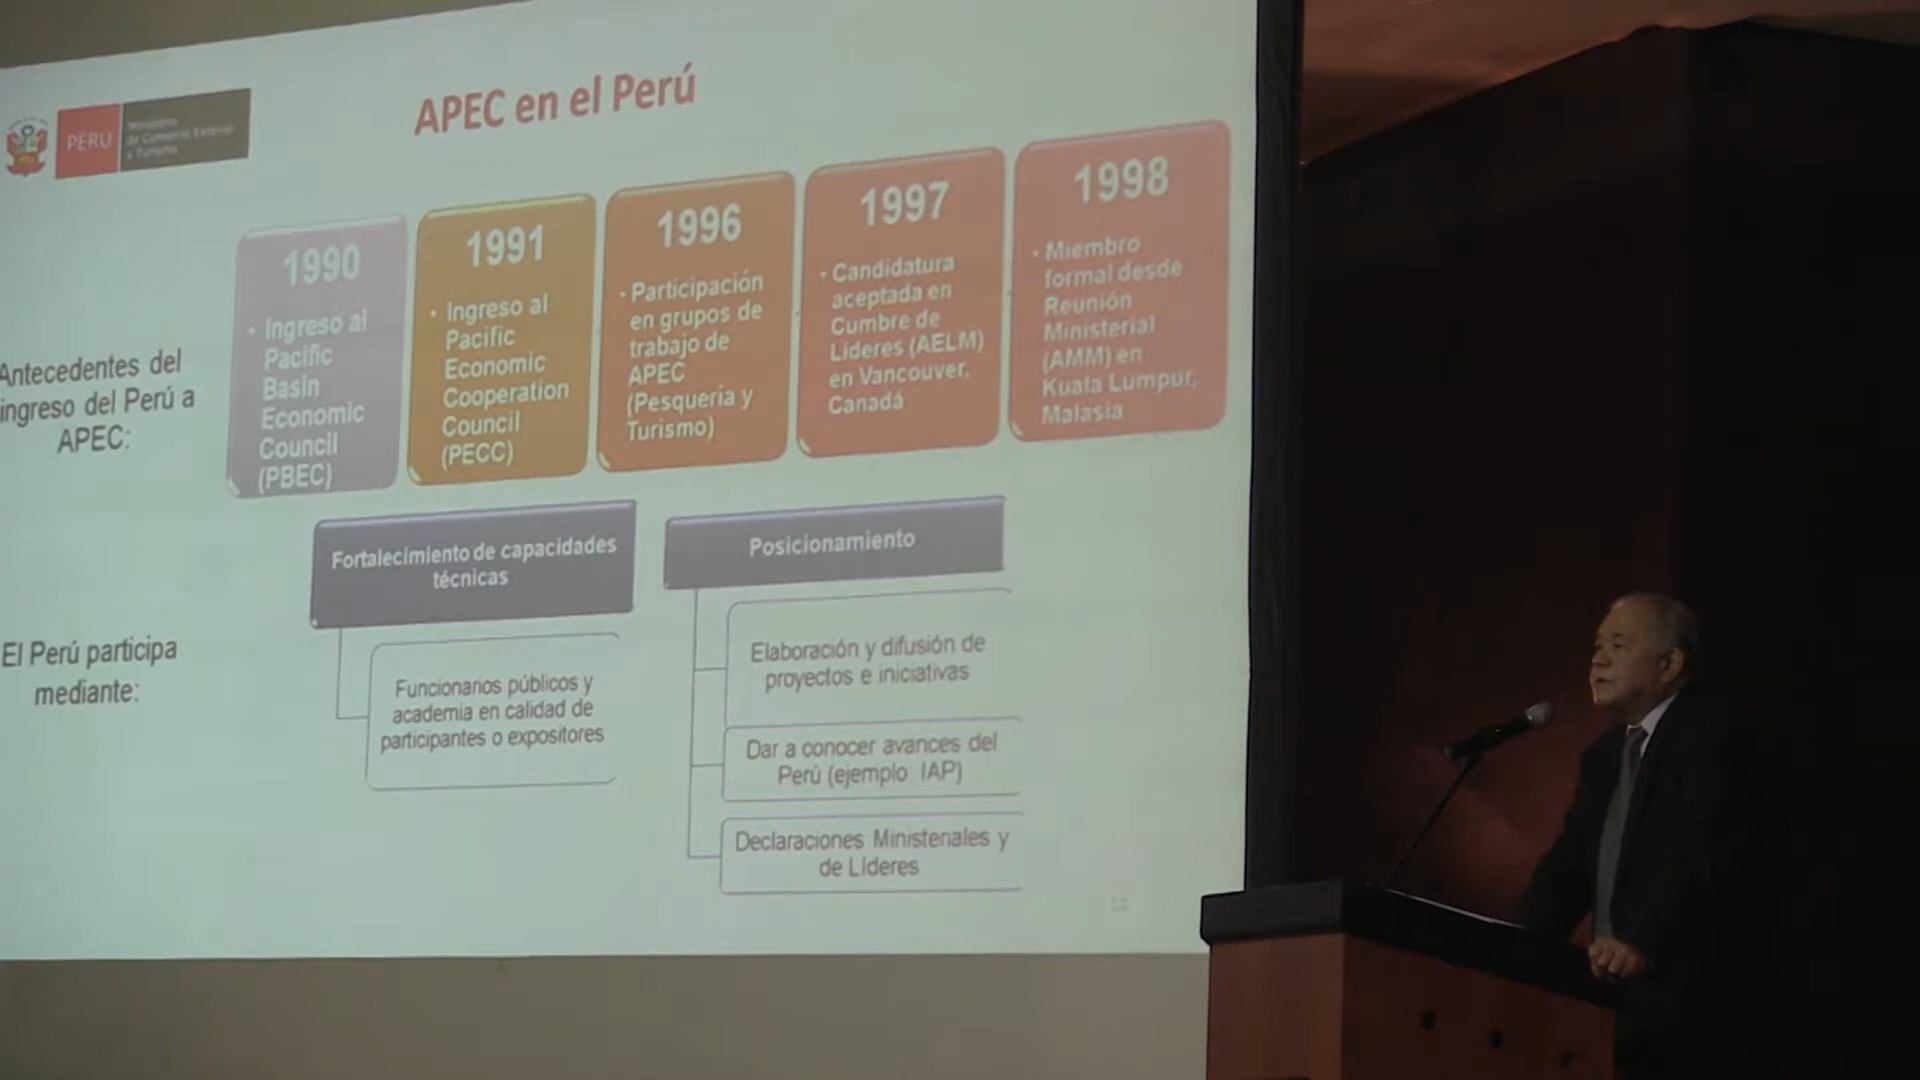 APEC en el Perú
PERÚ
Ministerio
de Comercio Exterior
y Turismo
Antecedentes del
ingreso del Perú a
APEC:
1990
• Ingreso al
Pacific
Basin
Economic
Council
(PBEC)
1991
• Ingreso al
Pacific
Economic
Cooperation
Council
(PECC)
1996
• Participación
en grupos de
trabajo de
APEC
(Pesquería y
Turismo)
1997
• Candidatura
aceptada en
Cumbre de
Líderes (AELM)
en Vancouver,
Canadá
1998
• Miembro
formal desde
Reunión
Ministerial
(AMM) en
Kuala Lumpur,
Malasia
El Perú participa
mediante:
Fortalecimiento de capacidades
técnicas
Funcionarios públicos y
academia en calidad de
participantes o expositores
Posicionamiento
Elaboración y difusión de
proyectos e iniciativas
Dar a conocer avances del
Perú (ejemplo: IAP)
Declaraciones Ministeriales y
de Líderes